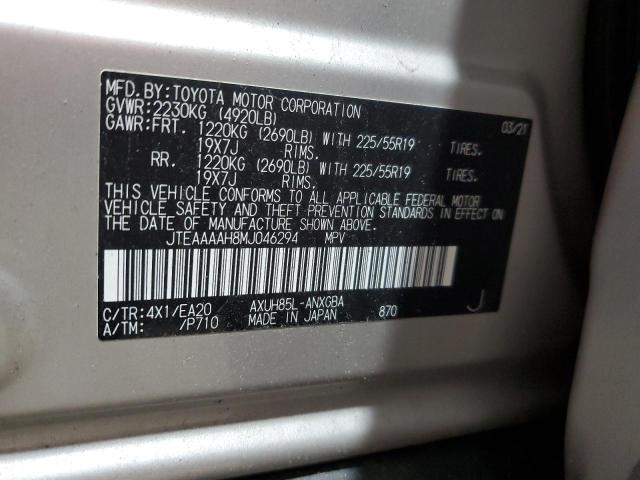 MFD.BY:TOYOTA MOTOR CORPORATION
GVWR:2230KG (4920LB) 03/21
GAWR:FRT. 1220KG (2690LB) WITH 225/55R19 TIRES.
19X7J RIMS.
RR. 1220KG (2690LB) WITH 225/55R19 TIRES.
19X7J RIMS.
THIS VEHICLE CONFORMS TO ALL APPLICABLE FEDERAL MOTOR
VEHICLE SAFETY AND THEFT PREVENTION STANDARDS IN EFFECT ON
THE DATE OF MANUFACTURE SHOWN ABOVE.
JTEAAAAH8MJ046294 MPV
C/TR:4X1/EA20 AXUH85L-ANXGBA J
A/TM: /P710 MADE IN JAPAN 870